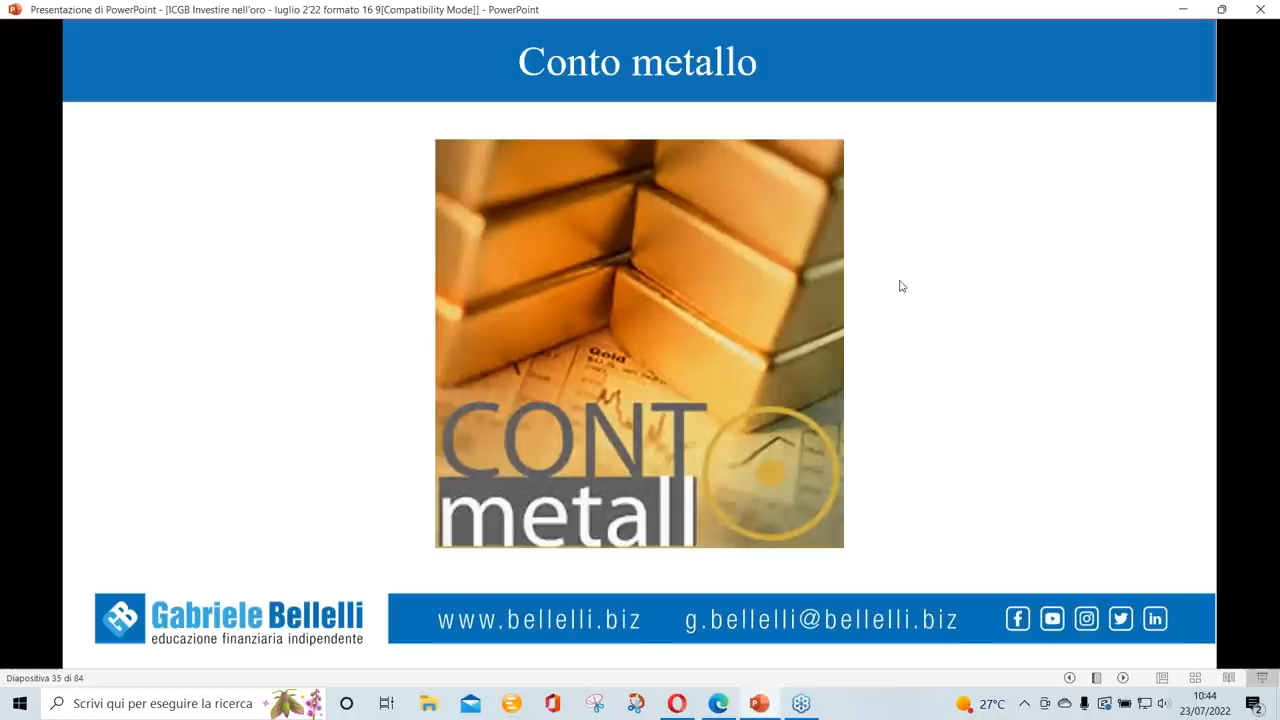 Presentazione di PowerPoint - [ICGB Investire nell'oro - luglio 2'22 formato 16 9[Compatibility Mode]] - PowerPoint
Conto metallo
Gold
CONT
metall
Gabriele Bellelli
educazione finanziaria indipendente
www.bellelli.biz
g.bellelli@bellelli.biz
Diapositiva 35 di 84
Scrivi qui per eseguire la ricerca
27°C
10:44
23/07/2022
2